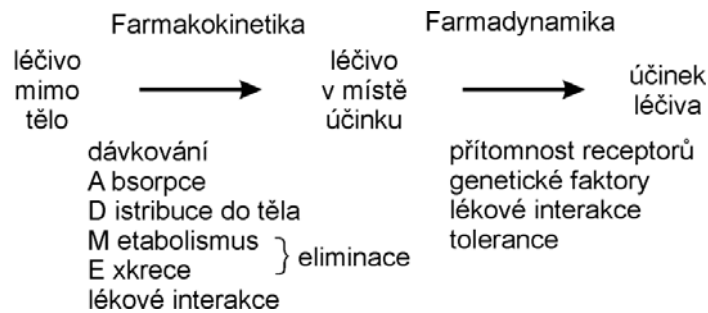 Farmakokinetika
Farmadynamika
léčivo
mimo
tělo
léčivo
v místě
účinku
účinek
léčiva
dávkování
A bsorpce
D istribuce do těla
M etabolismus
E xkrece
eliminace
lékové interakce
přítomnost receptorů
genetické faktory
lékové interakce
tolerance